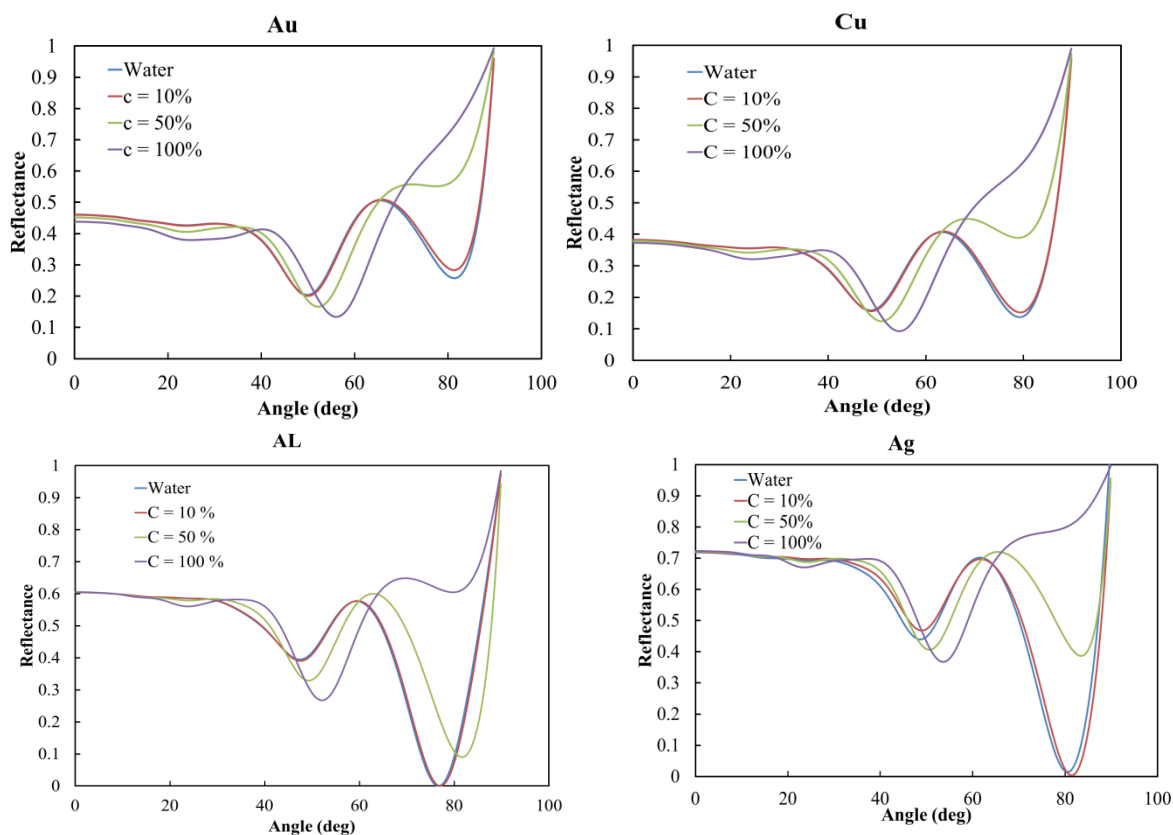 Au
Reflectance
1
0.9
0.8
0.7
0.6
0.5
0.4
0.3
0.2
0.1
0
Water
c = 10%
c = 50%
c = 100%
0 20 40 60 80 100
Angle (deg)
Cu
Reflectance
1
0.9
0.8
0.7
0.6
0.5
0.4
0.3
0.2
0.1
0
Water
C = 10%
C = 50%
C = 100%
0 20 40 60 80 100
Angle (deg)
AL
Reflectance
1
0.9
0.8
0.7
0.6
0.5
0.4
0.3
0.2
0.1
0
Water
C = 10 %
C = 50 %
C = 100 %
0 20 40 60 80 100
Angle (deg)
Ag
Reflectance
1
0.9
0.8
0.7
0.6
0.5
0.4
0.3
0.2
0.1
0
Water
C = 10%
C = 50%
C = 100%
0 20 40 60 80 100
Angle (deg)